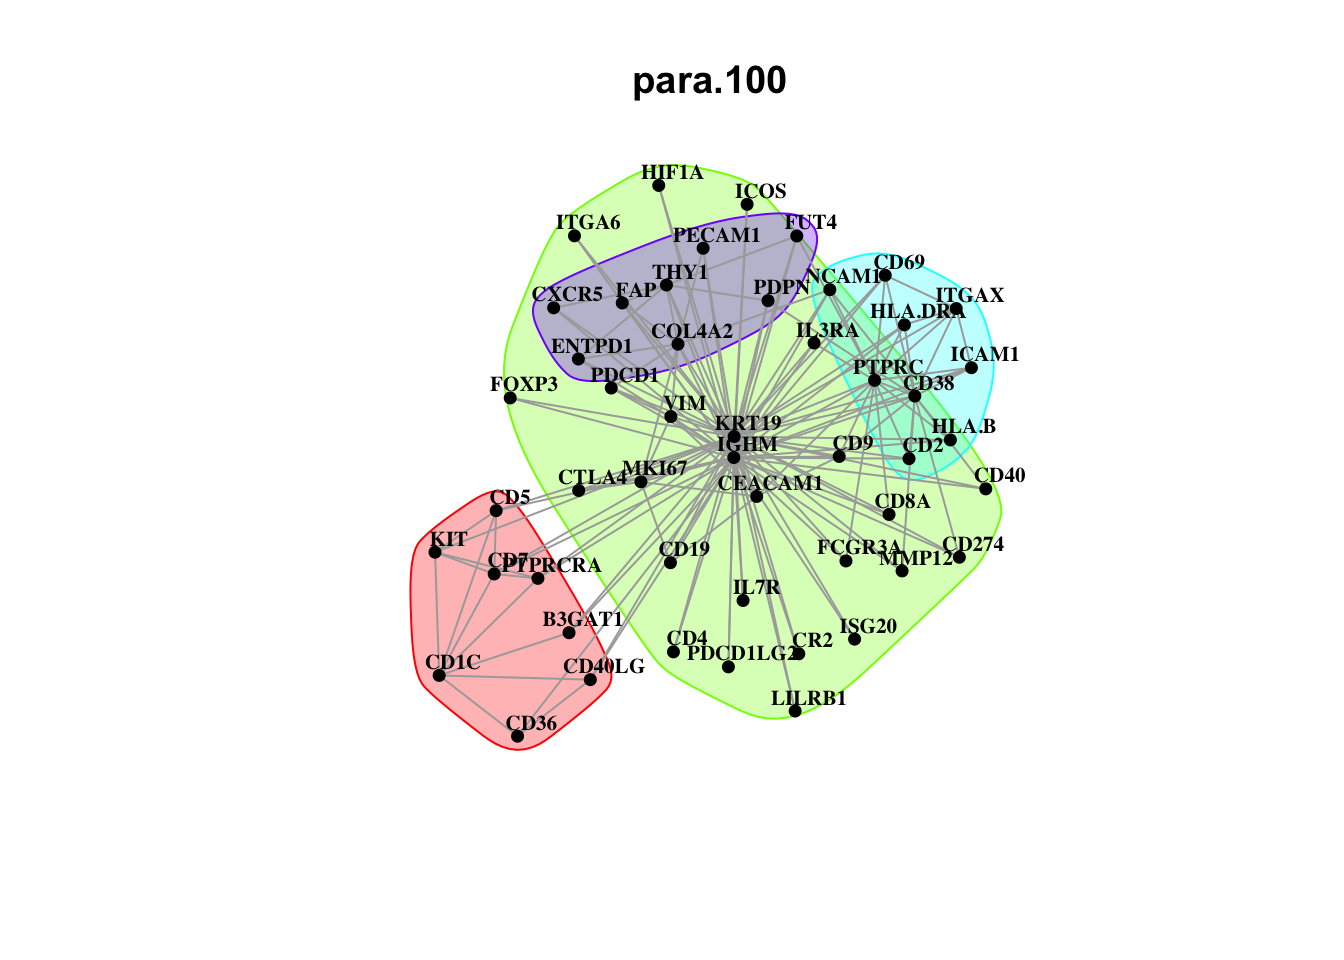 para.100
HIF1A
ICOS
ITGA6
FUT4
PECAM1
CD69
THY1
NCAM1
PDPN
FAP
CXCR5
ITGAX
HLA.DRA
IL3RA
COL4A2
ENTPD1
ICAM1
PTPRC
PDCD1
FOXP3
CD38
VIM
KRT19
HLA.B
IGHM
CD9
CD2
MKI67
CTLA4
CD40
CEACAM1
CD5
CD8A
KIT
CD274
FCGR3A
CD19
MMP12
CD7
PTPRCRA
IL7R
B3GAT1
ISG20
CD4
CR2
PDCD1LG2
CD1C
CD40LG
LILRB1
CD36